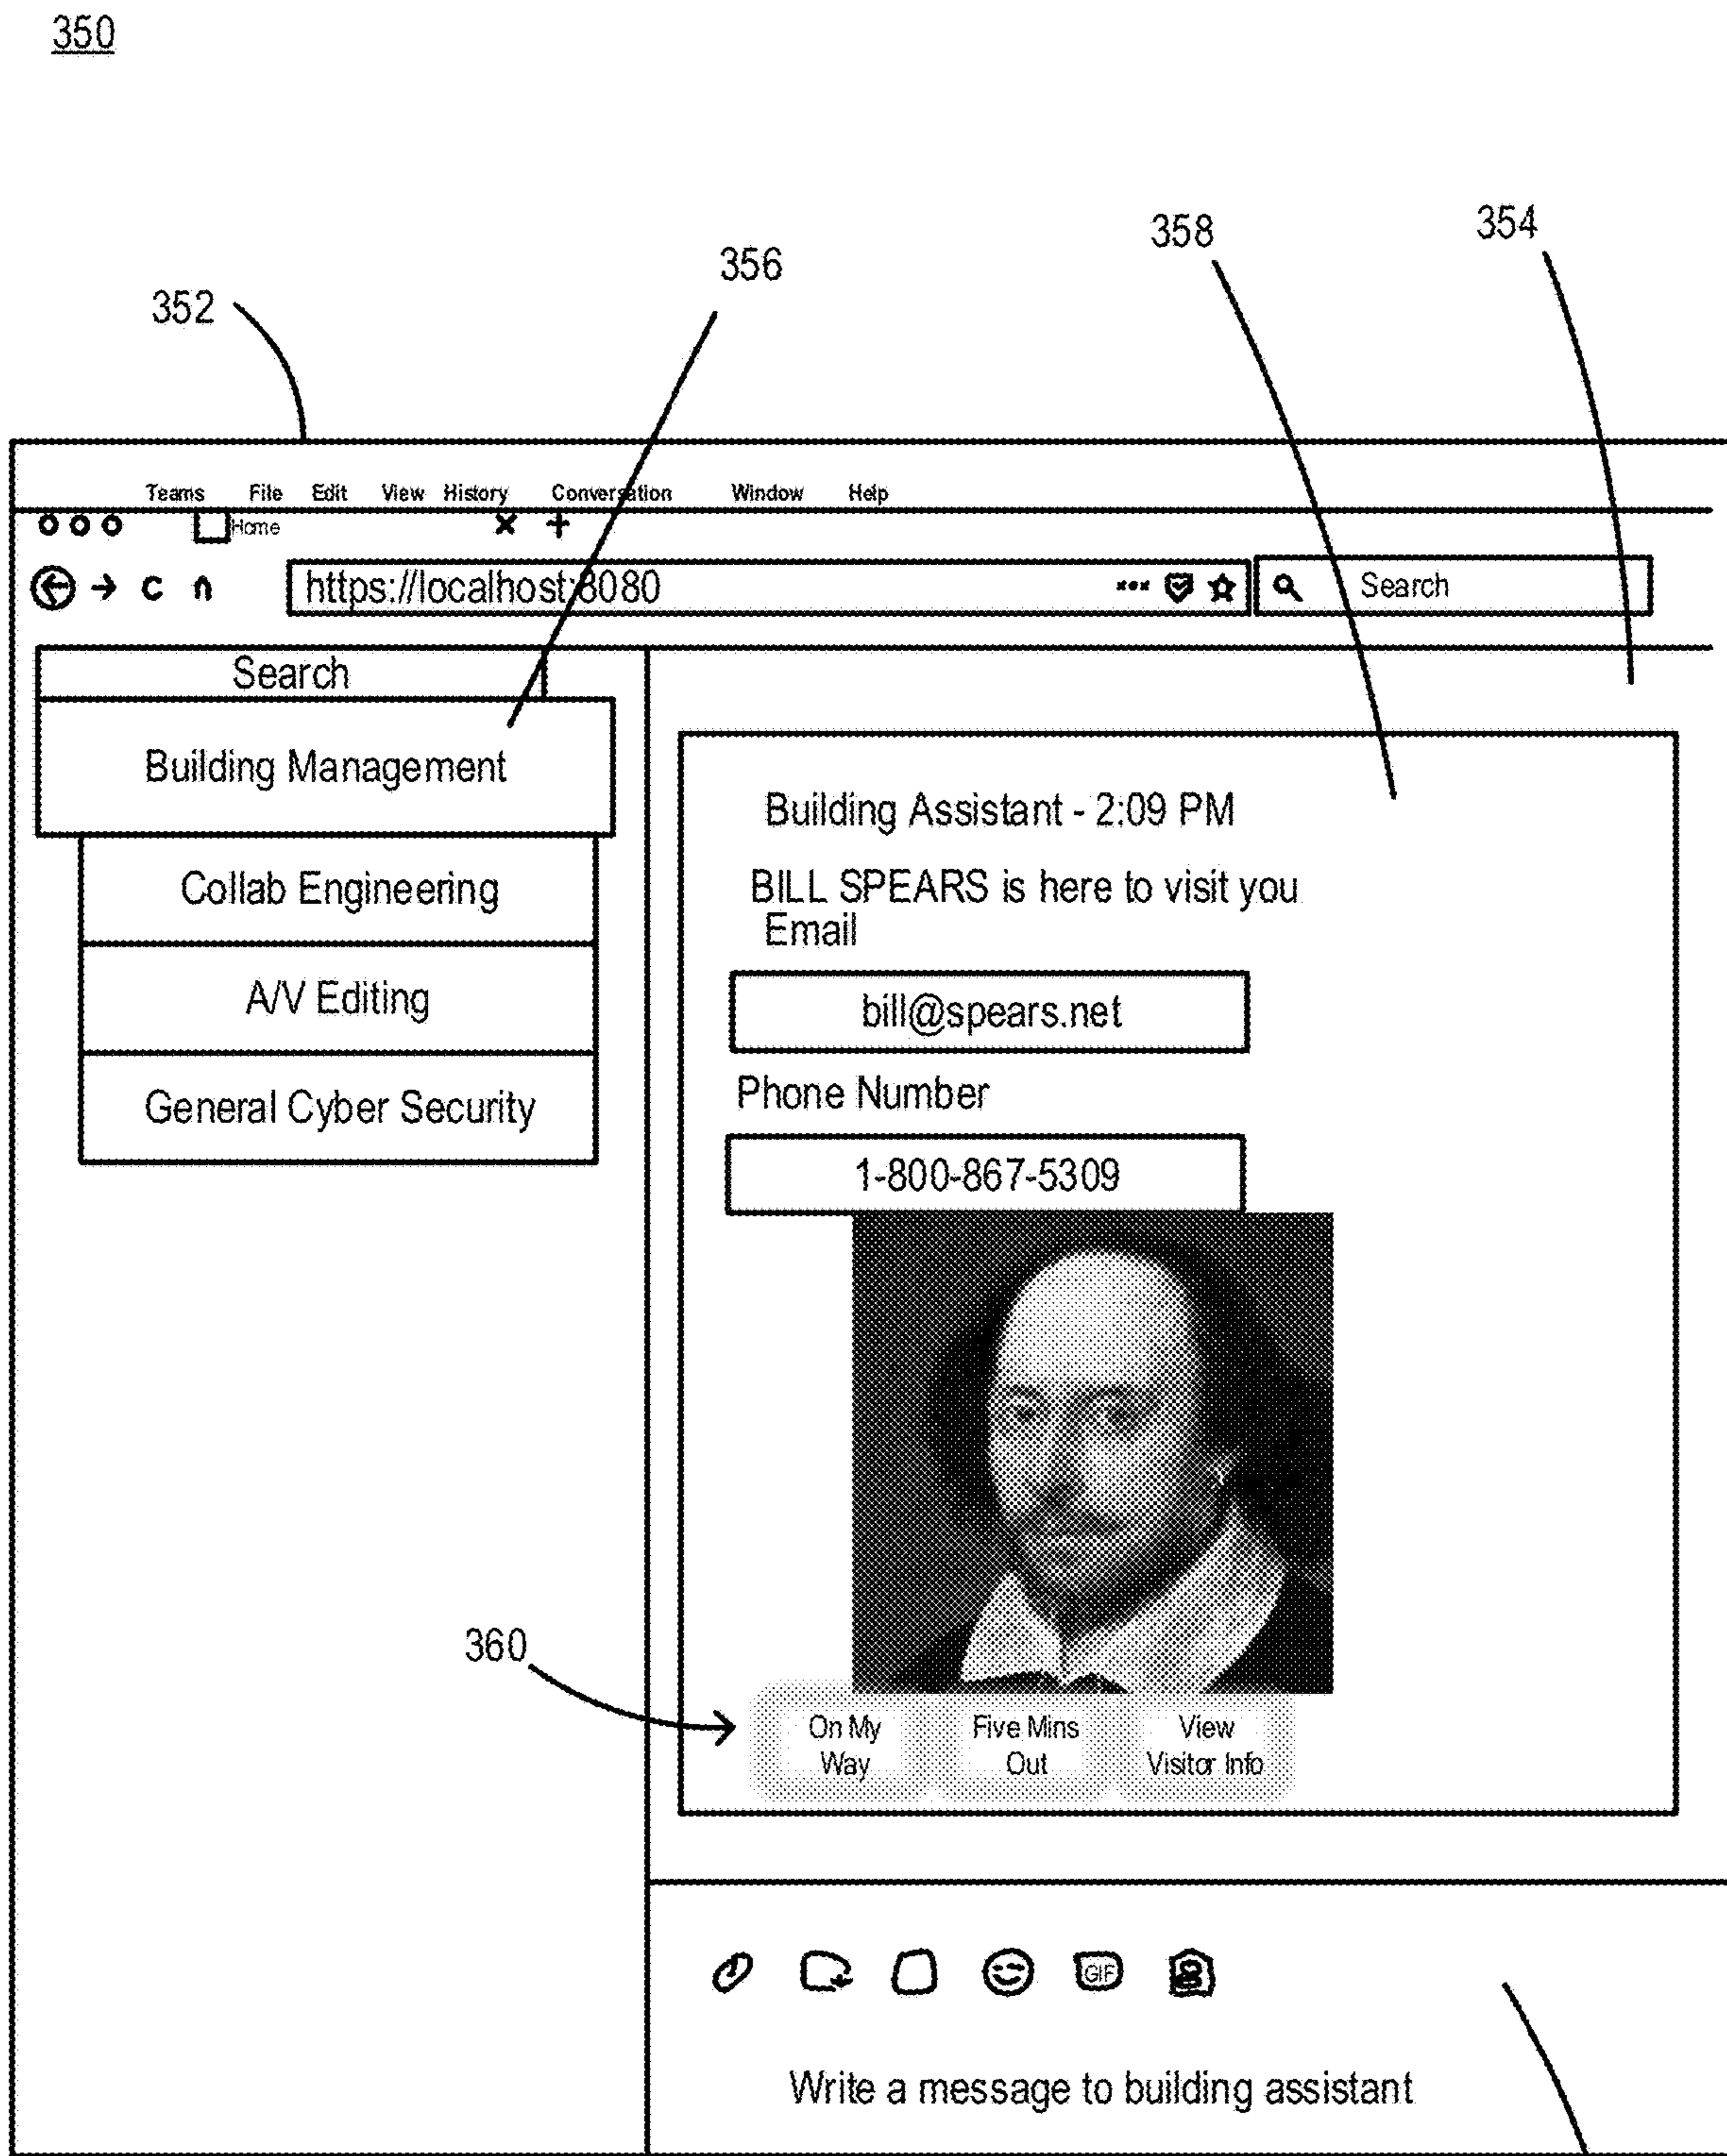 350
358
354
356
352
Teams File Edit View History Conversation Window Help
Home
https://localhost:8080
Search
Search
Building Management
Collab Engineering
A/V Editing
General Cyber Security
Building Assistant - 2:09 PM
BILL SPEARS is here to visit you
Email
bill@spears.net
Phone Number
1-800-867-5309
360
On My
Way
Five Mins
Out
View
Visitor Info
GIF
Write a message to building assistant